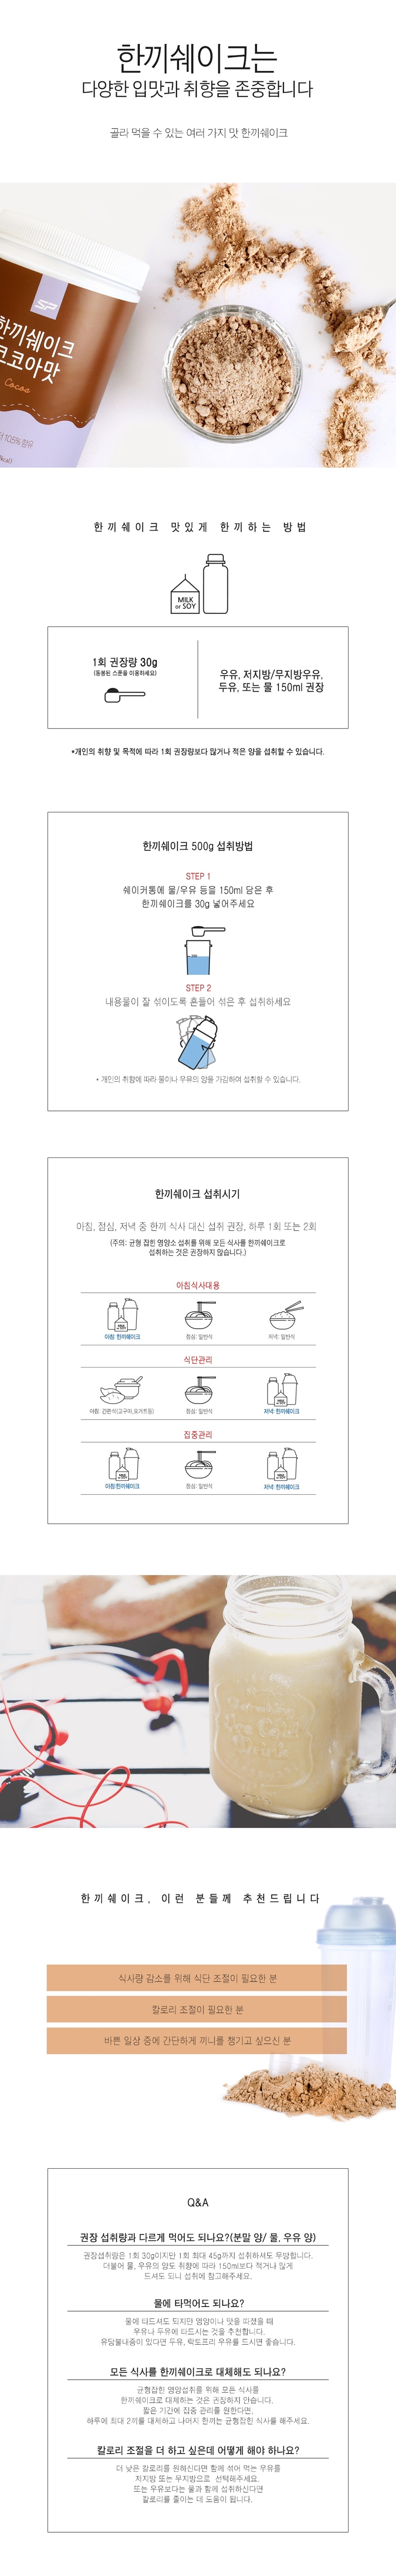 한끼쉐이크는
다양한 입맛과 취향을 존중합니다
골라 먹을 수 있는 여러 가지 맛 한끼쉐이크
SP
한끼쉐이크
코코아맛
Cocoa
한끼쉐이크 맛있게 한끼하는 방법
MILK
or SOY
1회 권장량 30g
(동봉된 스푼을 이용하세요)
우유, 저지방/무지방우유,
두유, 또는 물 150ml 권장
*개인의 취향 및 목적에 따라 1회 권장량보다 많거나 적은 양을 섭취할 수 있습니다.
한끼쉐이크 500g 섭취방법
STEP 1
쉐이커통에 물/우유 등을 150ml 담은 후
한끼쉐이크를 30g 넣어주세요
STEP 2
내용물이 잘 섞이도록 흔들어 섞은 후 섭취하세요
* 개인의 취향에 따라 물이나 우유의 양을 가감하여 섭취할 수 있습니다.
한끼쉐이크 섭취시기
아침, 점심, 저녁 중 한끼 식사 대신 섭취 권장, 하루 1회 또는 2회
(주의: 균형 잡힌 영양소 섭취를 위해 모든 식사를 한끼쉐이크로
섭취하는 것은 권장하지 않습니다.)
아침식사대용
아침: 한끼쉐이크
점심: 일반식
저녁: 일반식
식단관리
아침: 간편식(고구마,요거트등)
점심: 일반식
저녁: 한끼쉐이크
집중관리
아침:한끼쉐이크
점심: 일반식
저녁: 한끼쉐이크
한끼쉐이크, 이런 분들께 추천드립니다
식사량 감소를 위해 식단 조절이 필요한 분
칼로리 조절이 필요한 분
바쁜 일상 중에 간단하게 끼니를 챙기고 싶으신 분
Q&A
권장 섭취량과 다르게 먹어도 되나요?(분말 양/ 물, 우유 양)
권장섭취량은 1회 30g이지만 1회 최대 45g까지 섭취하셔도 무방합니다.
더불어 물, 우유의 양도 취향에 따라 150ml보다 적거나 많게
드셔도 되니 섭취에 참고해주세요.
물에 타먹어도 되나요?
물에 타드셔도 되지만 영양이나 맛을 따졌을 때
우유나 두유에 타드시는 것을 추천합니다.
유당불내증이 있다면 두유, 락토프리 우유를 드시면 좋습니다.
모든 식사를 한끼쉐이크로 대체해도 되나요?
균형잡힌 영양섭취를 위해 모든 식사를
한끼쉐이크로 대체하는 것은 권장하지 않습니다.
짧은 기간에 집중 관리를 원한다면,
하루에 최대 2끼를 대체하고 나머지 한끼는 균형잡힌 식사를 해주세요.
칼로리 조절을 더 하고 싶은데 어떻게 해야 하나요?
더 낮은 칼로리를 원하신다면 함께 섞어 먹는 우유를
저지방 또는 무지방으로 선택해주세요.
또는 우유보다는 물과 함께 섭취하신다면
칼로리를 줄이는 데 도움이 됩니다.